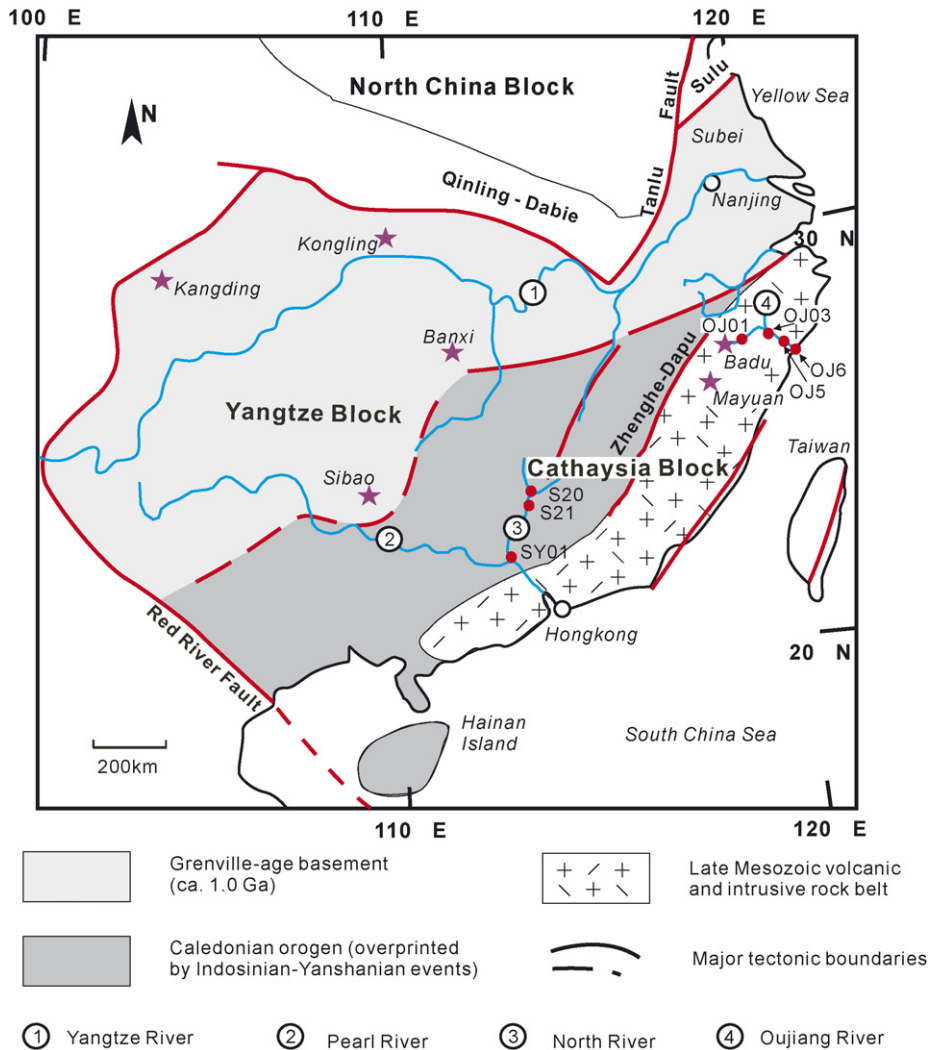 100 E
110 E
120 E
North China Block
Fault
Sulu
Yellow Sea
N
Subei
Qinling - Dabie
Tanlu
Nanjing
Kongling
30 N
Kangding
1
4
OJ01
OJ03
Banxi
Badu
OJ6
OJ5
Zhenghe-Dapu
Mayuan
Yangtze Block
Taiwan
Cathaysia Block
Sibao
S20
S21
3
2
SY01
Red River Fault
Hongkong
20 N
Hainan
Island
South China Sea
200km
110 E
120 E
Grenville-age basement
(ca. 1.0 Ga)
Late Mesozoic volcanic
and intrusive rock belt
Caledonian orogen (overprinted
by Indosinian-Yanshanian events)
Major tectonic boundaries
1 Yangtze River
2 Pearl River
3 North River
4 Oujiang River